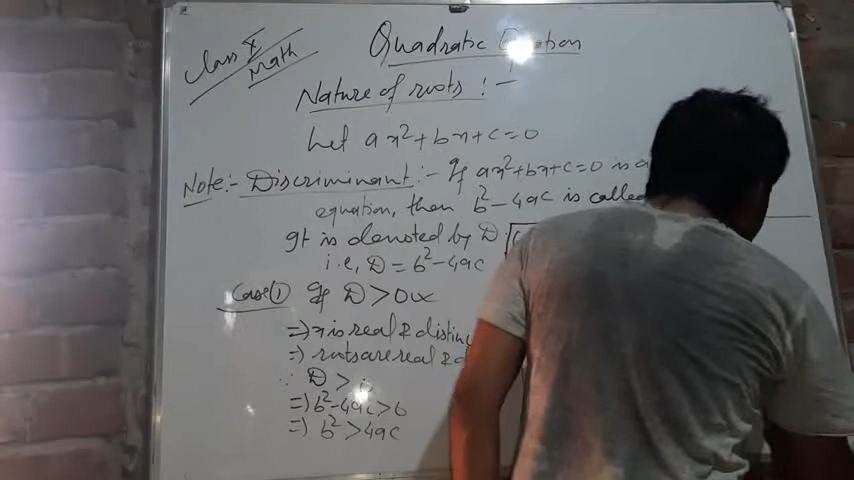 Class X
Math
Quadratic
Nature of roots :-
Let ax²+bx+c=0
Note:- Discriminant:- If ax²+bx+c=0 is a
equation, then b²-4ac is called
It is denoted by D
i.e, D = b²-4ac
Case① If D>0
⇒ x is real & distinc
⇒ roots are real & d
∴ D >
⇒ b²-4ac>0
⇒ b²>4ac